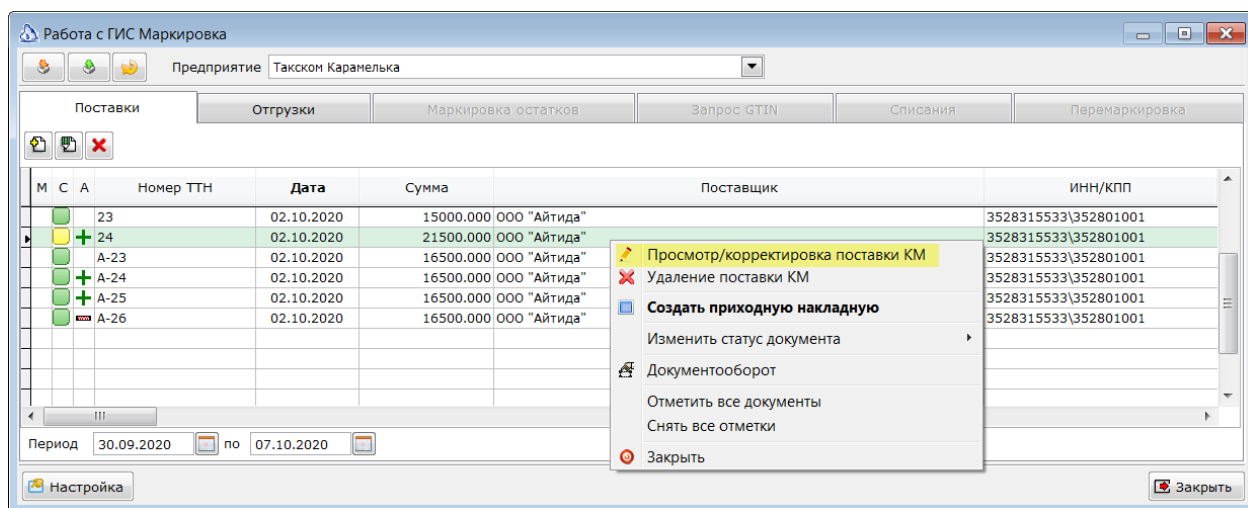 Работа с ГИС Маркировка
Предприятие Такском Карамелька
Поставки Отгрузки Маркировка остатков Запрос GTIN Списания Перемаркировка
М С А Номер ТТН Дата Сумма Поставщик ИНН/КПП
23 02.10.2020 15000.000 ООО "Айтида" 3528315533\352801001
24 02.10.2020 21500.000 ООО "Айтида" 3528315533\352801001
А-23 02.10.2020 16500.000 ООО "Айтида" 3528315533\352801001
А-24 02.10.2020 16500.000 ООО "Айтида" 3528315533\352801001
А-25 02.10.2020 16500.000 ООО "Айтида" 3528315533\352801001
А-26 02.10.2020 16500.000 ООО "Айтида" 3528315533\352801001
Просмотр/корректировка поставки КМ
Удаление поставки КМ
Создать приходную накладную
Изменить статус документа
Документооборот
Отметить все документы
Снять все отметки
Закрыть
Период 30.09.2020 по 07.10.2020
Настройка Закрыть